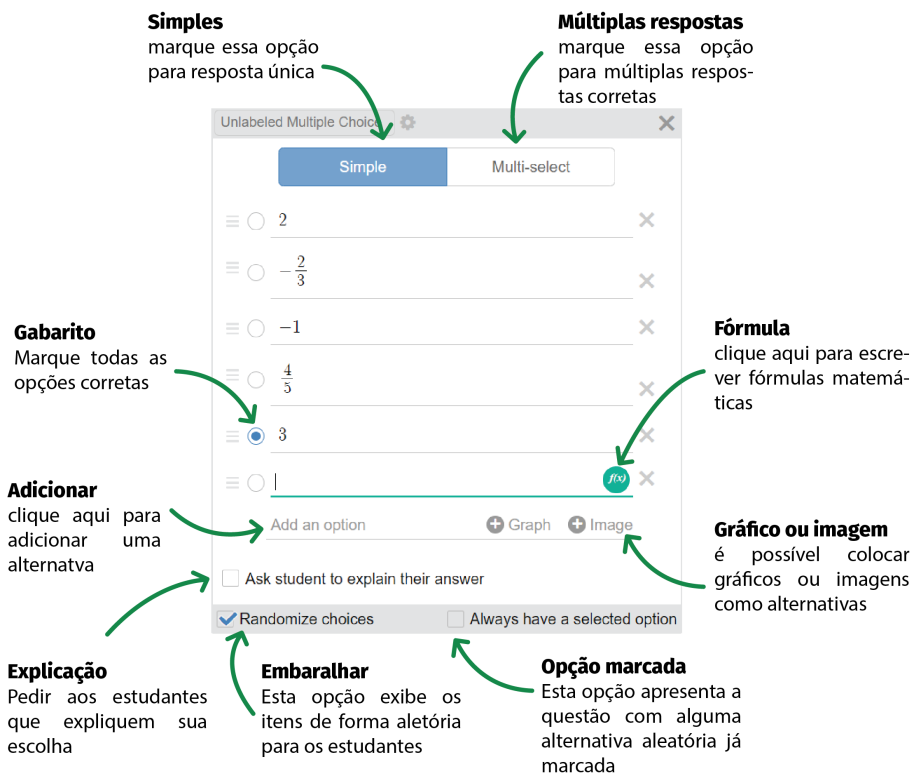 Simples
marque essa opção
para resposta única
Múltiplas respostas
marque essa opção
para múltiplas respos-
tas corretas
Unlabeled Multiple Choice
Simple
Multi-select
2
−2/3
−1
4/5
3
f(x)
Add an option
Graph
Image
Ask student to explain their answer
Randomize choices
Always have a selected option
Gabarito
Marque todas as
opções corretas
Adicionar
clique aqui para
adicionar uma
alternatva
Fórmula
clique aqui para escre-
ver fórmulas matemá-
ticas
Gráfico ou imagem
é possível colocar
gráficos ou imagens
como alternativas
Explicação
Pedir aos estudantes
que expliquem sua
escolha
Embaralhar
Esta opção exibe os
itens de forma aletória
para os estudantes
Opção marcada
Esta opção apresenta a
questão com alguma
alternativa aleatória já
marcada